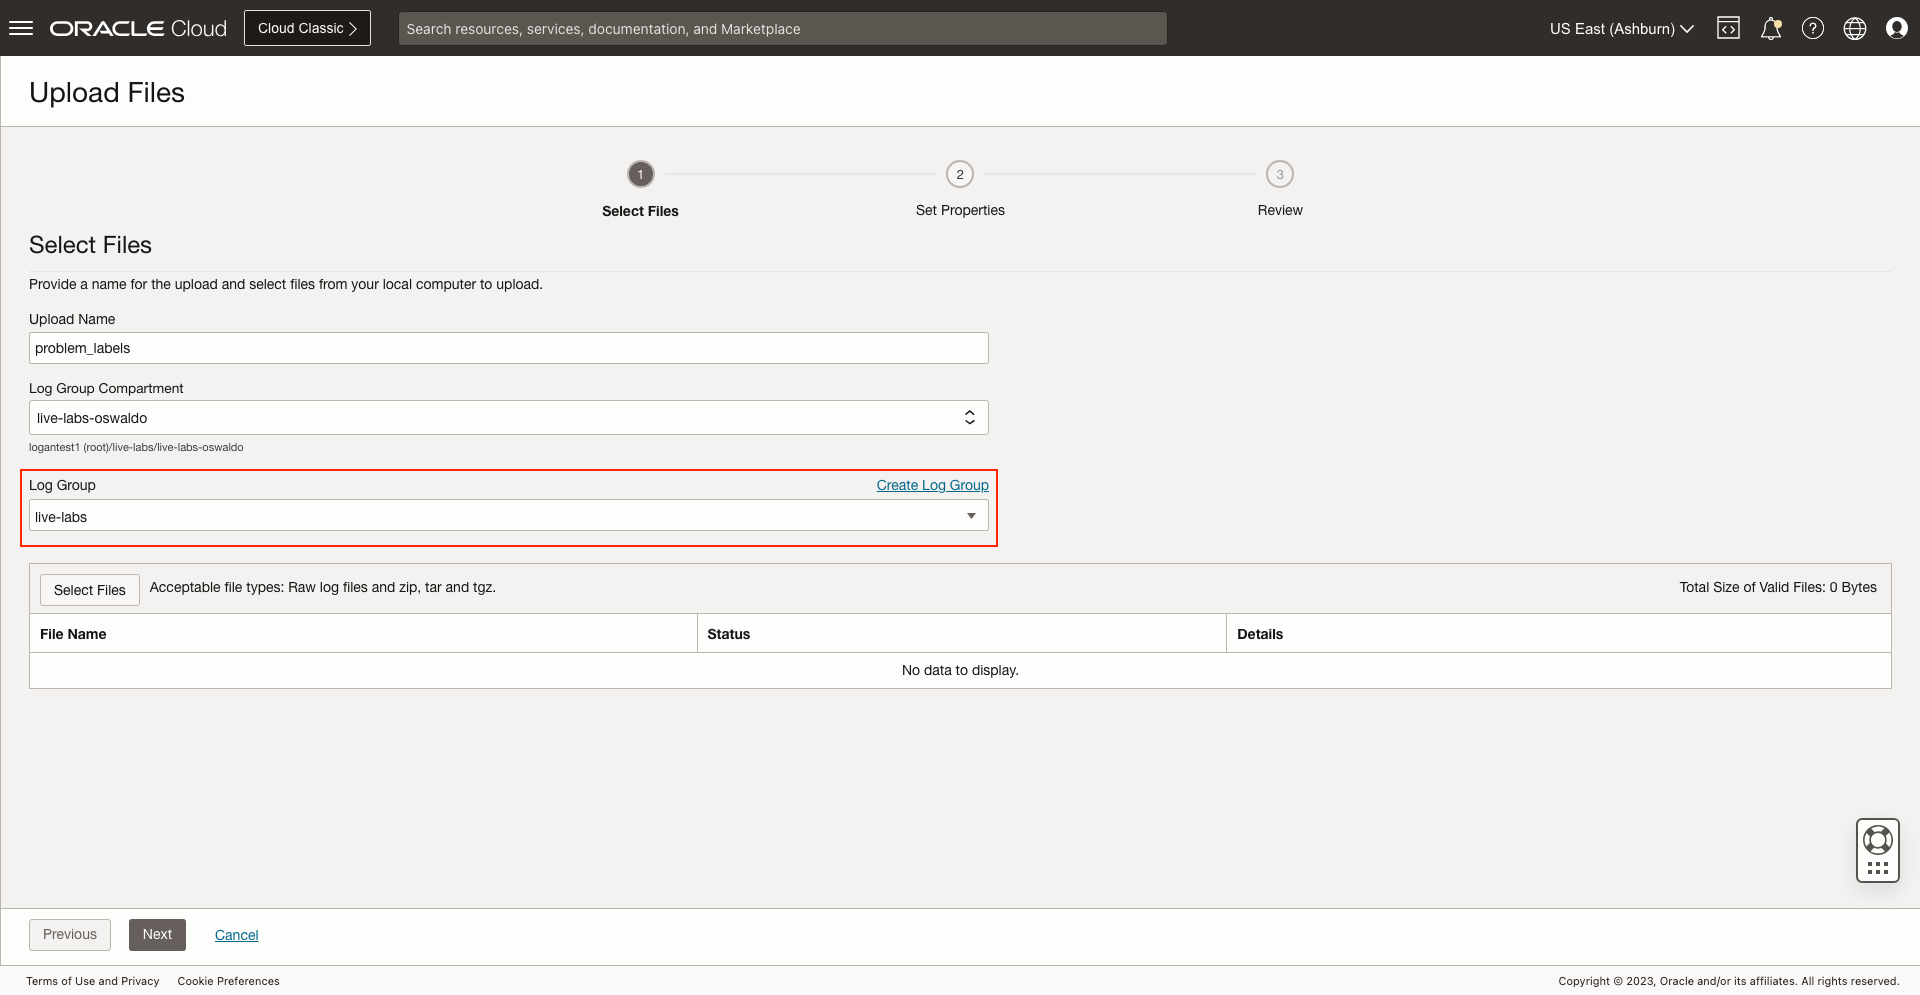 ORACLE Cloud
Cloud Classic
Search resources, services, documentation, and Marketplace
US East (Ashburn)
Upload Files
1
2
3
Select Files
Set Properties
Review
Select Files
Provide a name for the upload and select files from your local computer to upload.
Upload Name
problem_labels
Log Group Compartment
live-labs-oswaldo
logantest1 (root)/live-labs/live-labs-oswaldo
Log Group
Create Log Group
live-labs
Select Files
Acceptable file types: Raw log files and zip, tar and tgz.
Total Size of Valid Files: 0 Bytes
File Name
Status
Details
No data to display.
Previous
Next
Cancel
Terms of Use and Privacy
Cookie Preferences
Copyright © 2023, Oracle and/or its affiliates. All rights reserved.